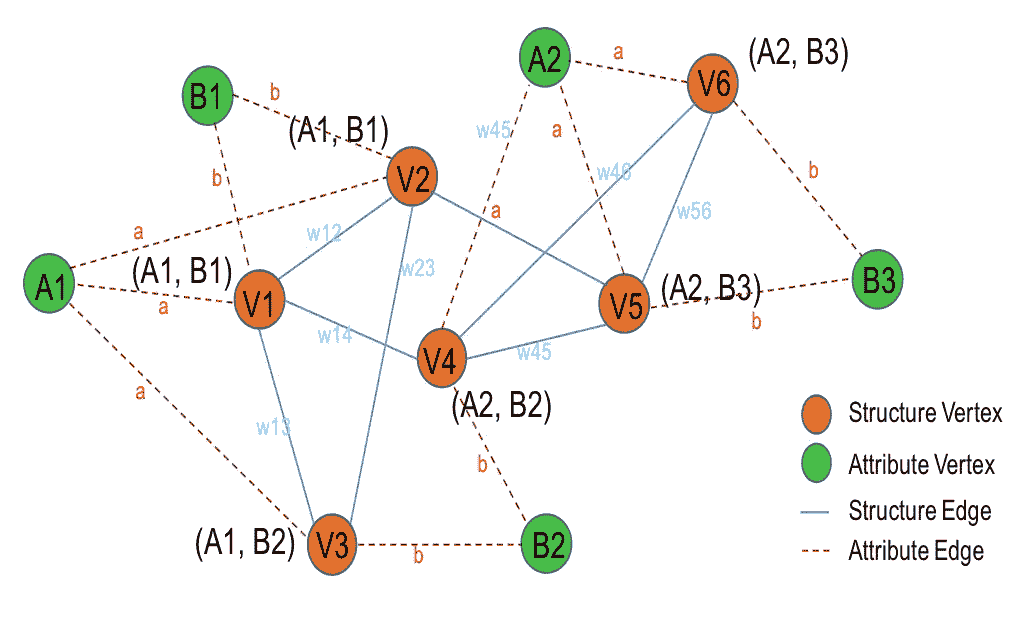 A2
a
V6
(A2, B3)
B1
b
(A1, B1)
w45
a
V2
b
w46
b
a
w12
a
w56
A1
(A1, B1)
V1
a
w23
V5
(A2, B3)
B3
b
w14
V4
w45
a
(A2, B2)
Structure Vertex
w13
b
Attribute Vertex
Structure Edge
(A1, B2)
V3
b
B2
Attribute Edge